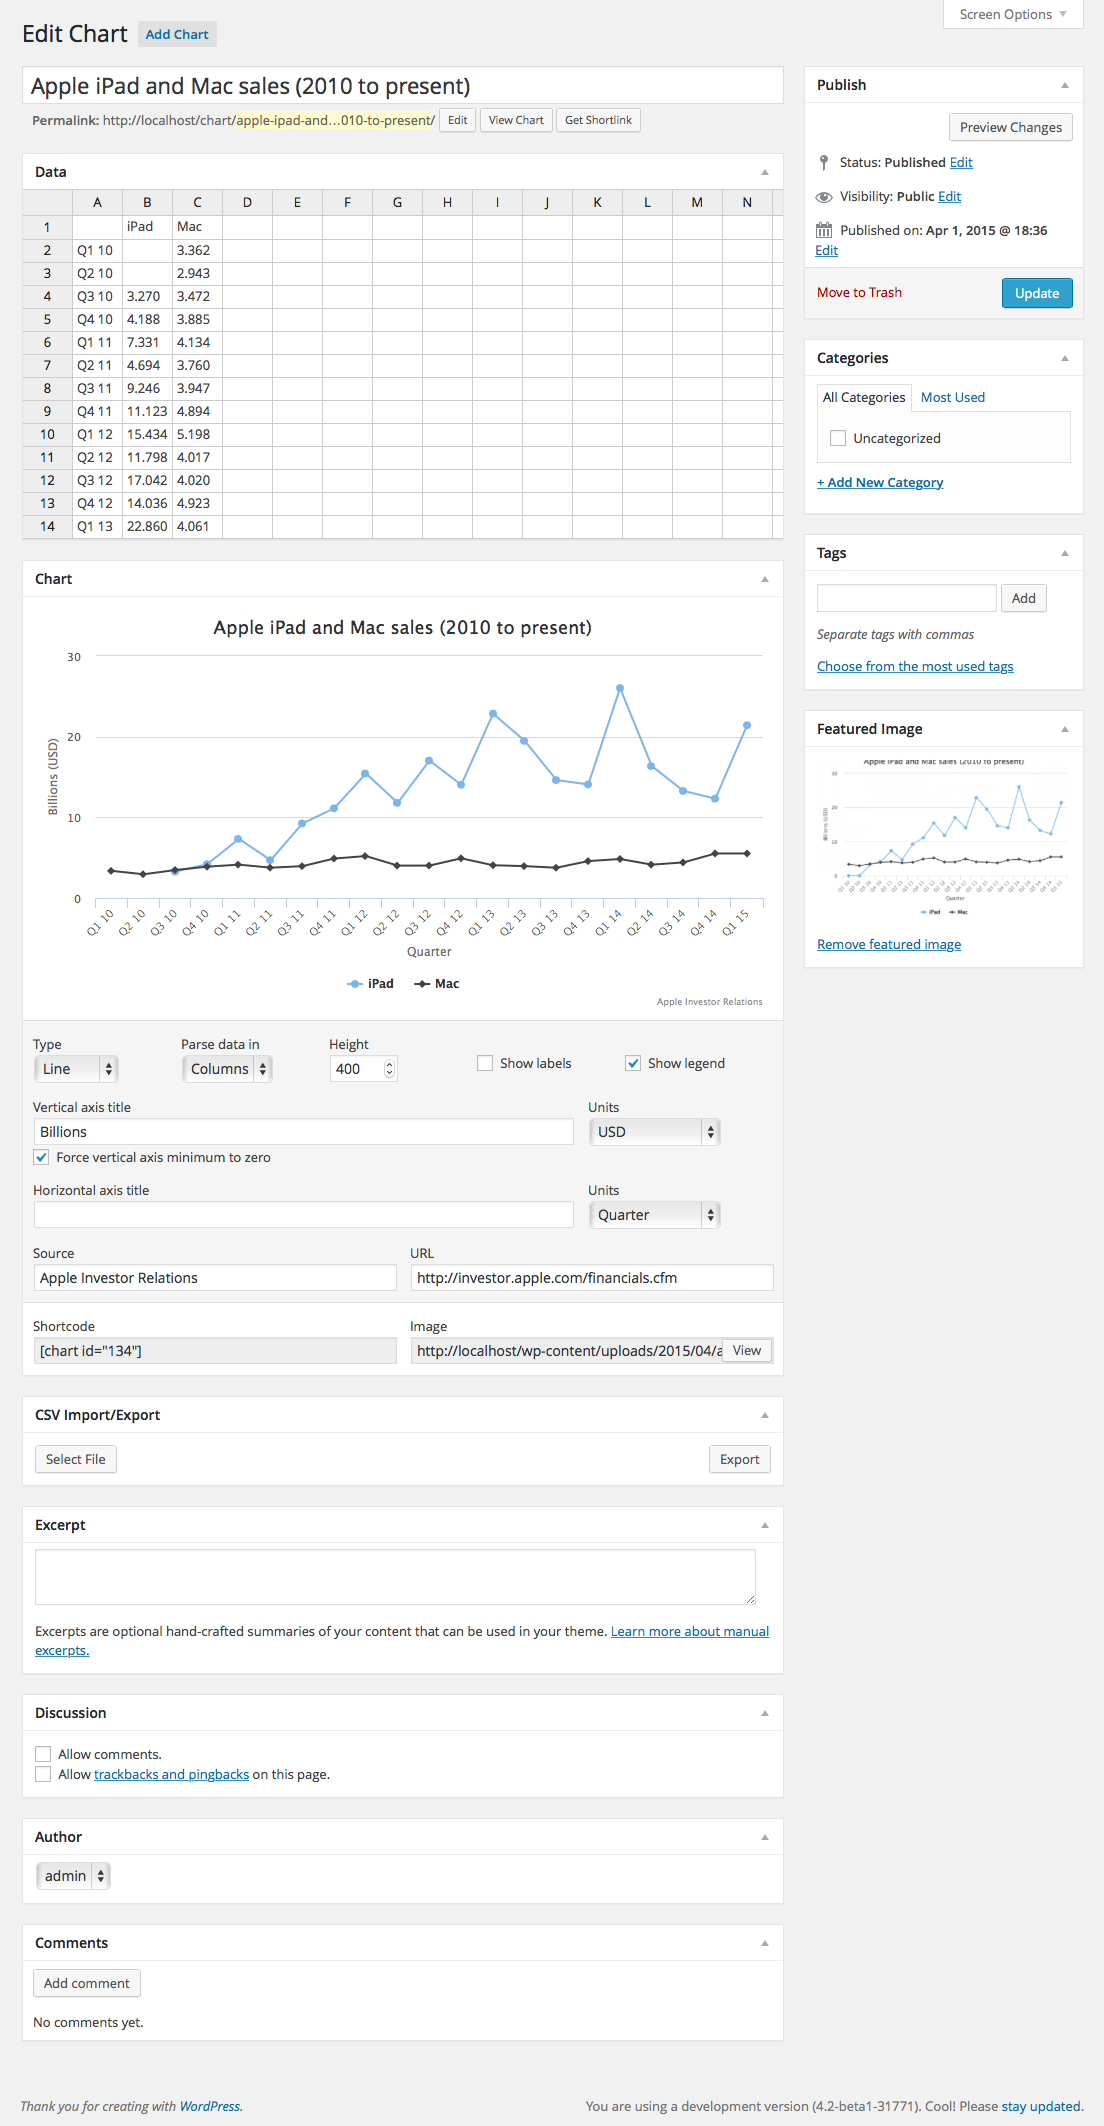 Screen Options
Edit Chart Add Chart
Apple iPad and Mac sales (2010 to present)
Permalink: http://localhost/chart/apple-ipad-and…010-to-present/ Edit View Chart Get Shortlink
Data
A B C D E F G H I J K L M N
1 iPad Mac
2 Q1 10 3.362
3 Q2 10 2.943
4 Q3 10 3.270 3.472
5 Q4 10 4.188 3.885
6 Q1 11 7.331 4.134
7 Q2 11 4.694 3.760
8 Q3 11 9.246 3.947
9 Q4 11 11.123 4.894
10 Q1 12 15.434 5.198
11 Q2 12 11.798 4.017
12 Q3 12 17.042 4.020
13 Q4 12 14.036 4.923
14 Q1 13 22.860 4.061
Chart
Apple iPad and Mac sales (2010 to present)
30
20
10
0
Billions (USD)
Q1 10 Q2 10 Q3 10 Q4 10 Q1 11 Q2 11 Q3 11 Q4 11 Q1 12 Q2 12 Q3 12 Q4 12 Q1 13 Q2 13 Q3 13 Q4 13 Q1 14 Q2 14 Q3 14 Q4 14 Q1 15
Quarter
iPad Mac
Apple Investor Relations
Type Parse data in Height
Line Columns 400 Show labels Show legend
Vertical axis title Units
Billions USD
Force vertical axis minimum to zero
Horizontal axis title Units
Quarter
Source URL
Apple Investor Relations http://investor.apple.com/financials.cfm
Shortcode Image
[chart id="134"] http://localhost/wp-content/uploads/2015/04/a View
CSV Import/Export
Select File Export
Excerpt
Excerpts are optional hand-crafted summaries of your content that can be used in your theme. Learn more about manual
excerpts.
Discussion
Allow comments.
Allow trackbacks and pingbacks on this page.
Author
admin
Comments
Add comment
No comments yet.
Publish
Preview Changes
Status: Published Edit
Visibility: Public Edit
Published on: Apr 1, 2015 @ 18:36
Edit
Move to Trash Update
Categories
All Categories Most Used
Uncategorized
+ Add New Category
Tags
Add
Separate tags with commas
Choose from the most used tags
Featured Image
Apple iPad and Mac sales (2010 to present)
30
20
10
0
Billions (USD)
Quarter
iPad Mac
Remove featured image
Thank you for creating with WordPress.
You are using a development version (4.2-beta1-31771). Cool! Please stay updated.